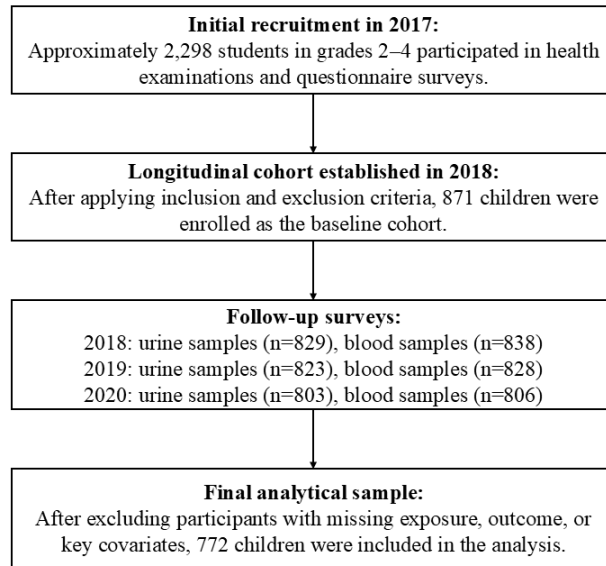 Initial recruitment in 2017:
Approximately 2,298 students in grades 2–4 participated in health
examinations and questionnaire surveys.
Longitudinal cohort established in 2018:
After applying inclusion and exclusion criteria, 871 children were
enrolled as the baseline cohort.
Follow-up surveys:
2018: urine samples (n=829), blood samples (n=838)
2019: urine samples (n=823), blood samples (n=828)
2020: urine samples (n=803), blood samples (n=806)
Final analytical sample:
After excluding participants with missing exposure, outcome, or
key covariates, 772 children were included in the analysis.